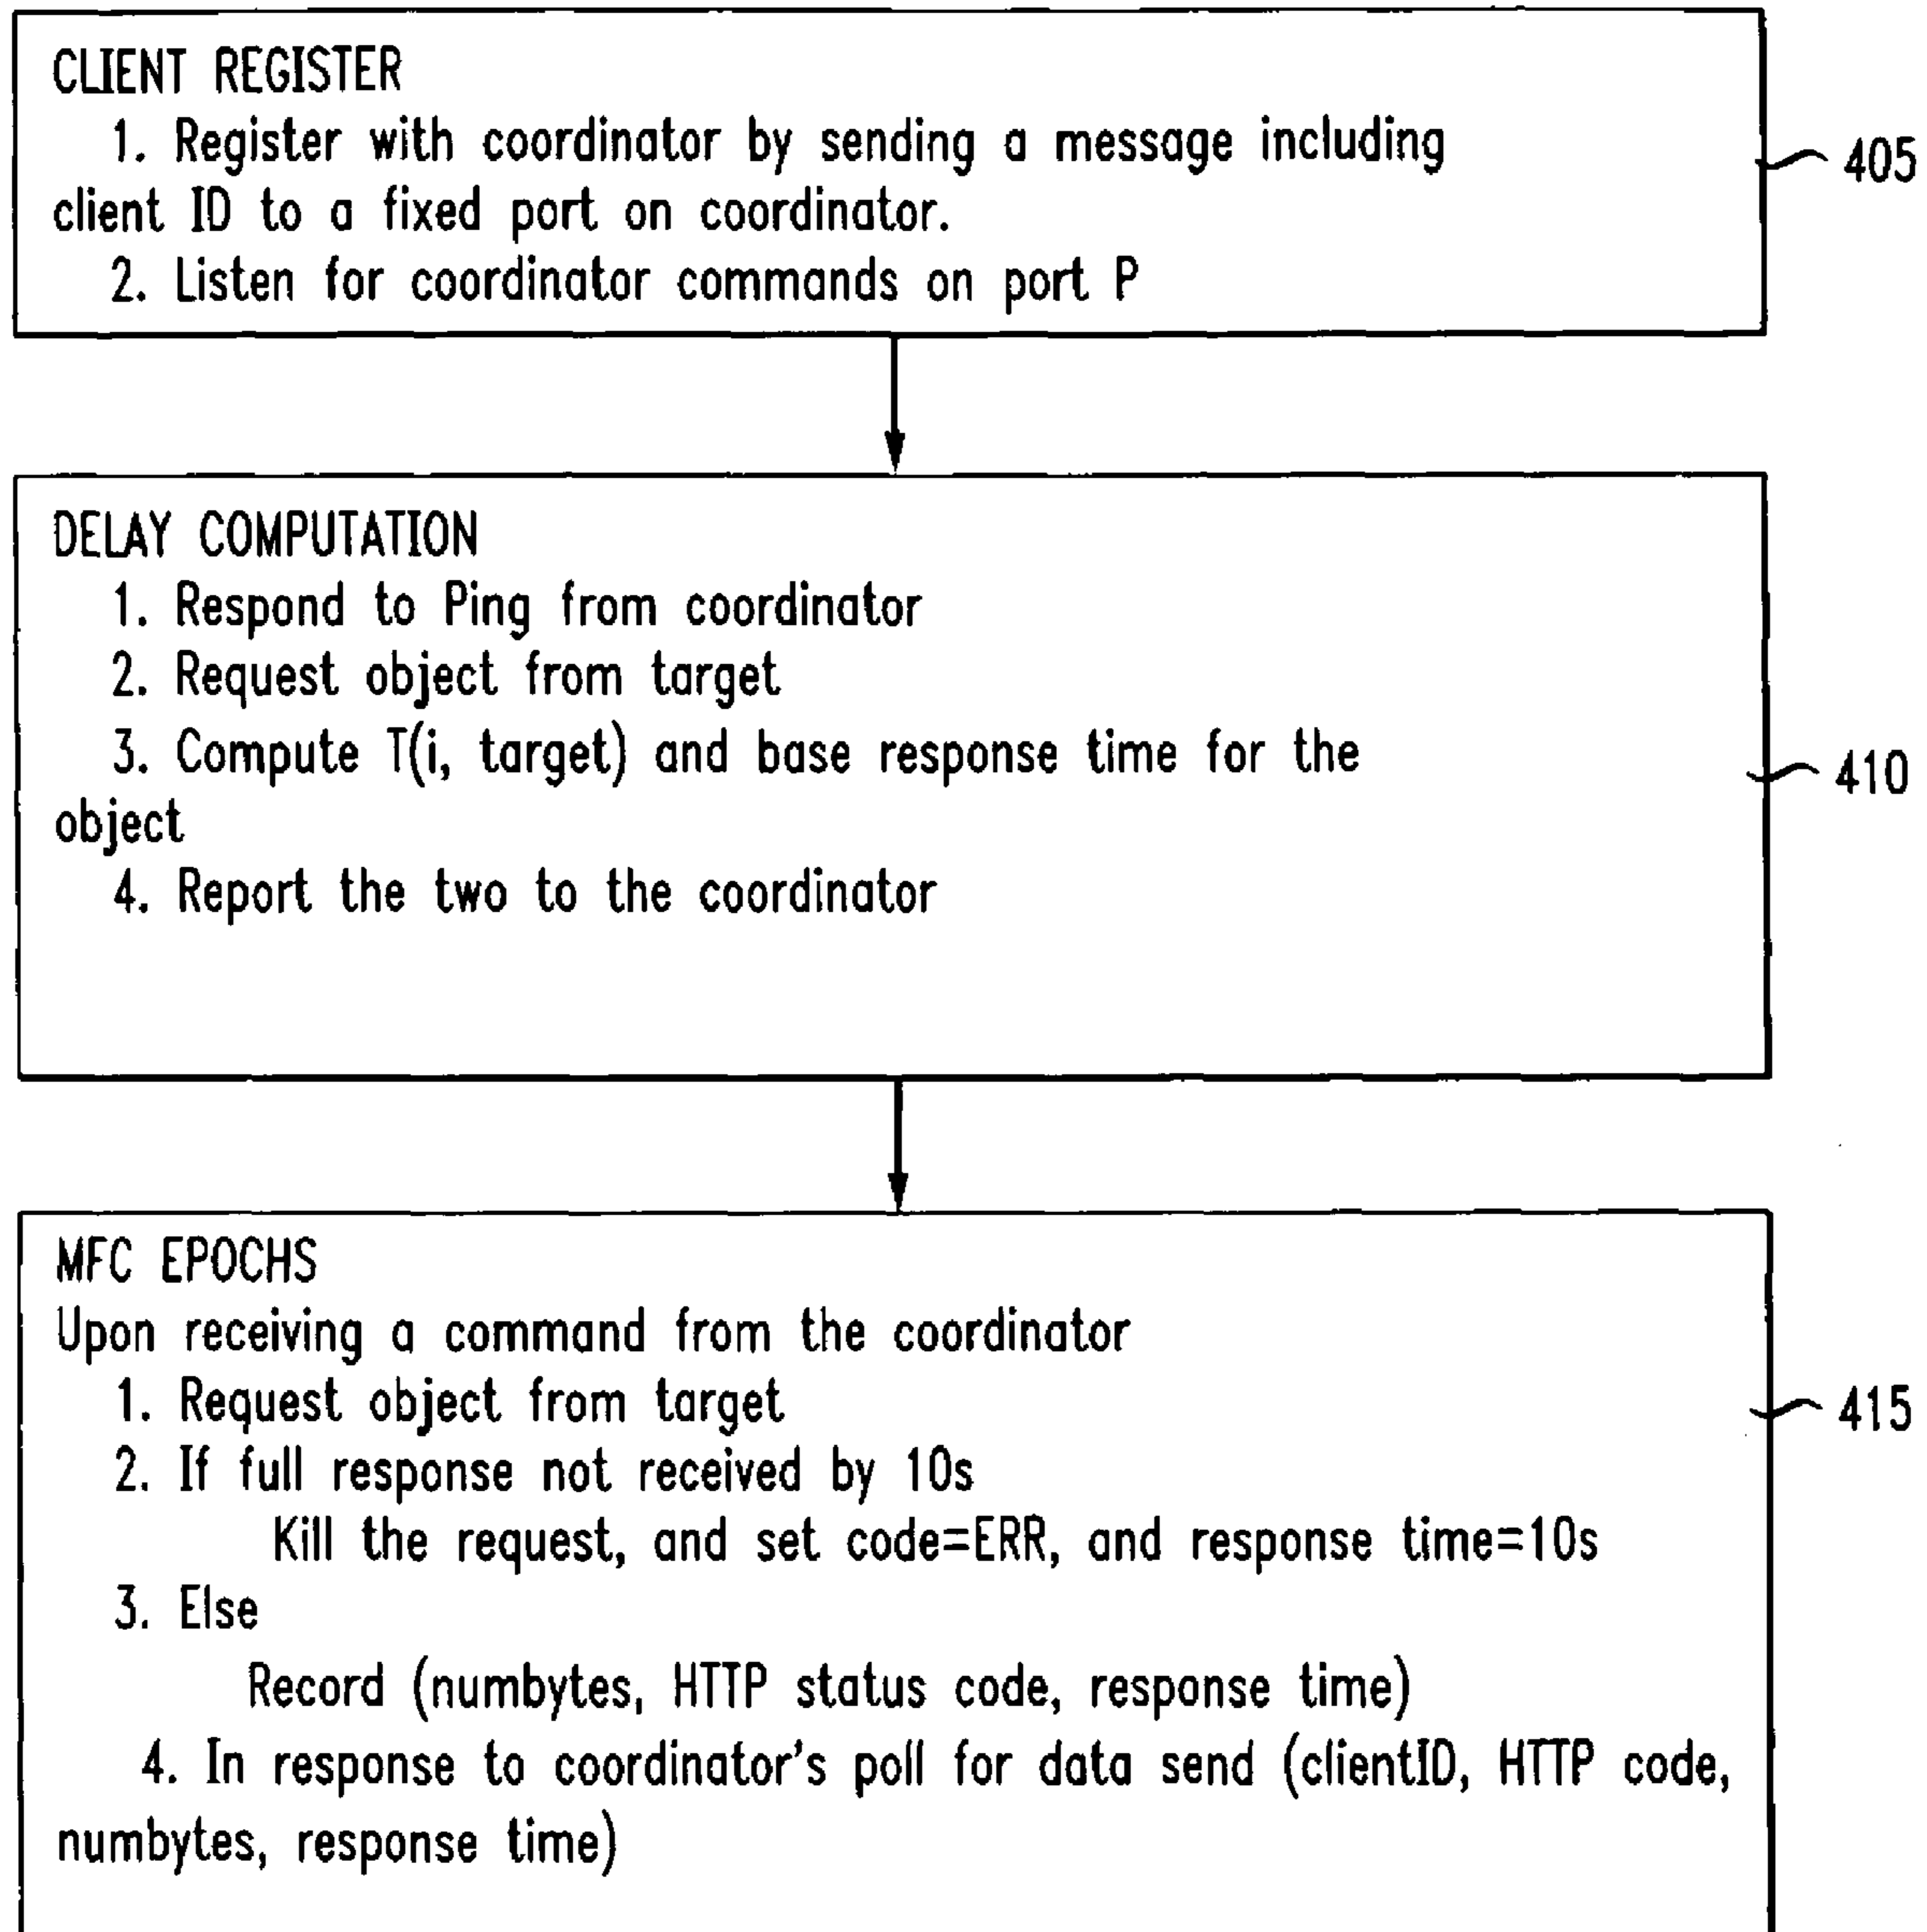 CLIENT REGISTER
1. Register with coordinator by sending a message including
client ID to a fixed port on coordinator.
2. Listen for coordinator commands on port P
405
DELAY COMPUTATION
1. Respond to Ping from coordinator
2. Request object from target
3. Compute T(i, target) and base response time for the
object
4. Report the two to the coordinator
410
MFC EPOCHS
Upon receiving a command from the coordinator
1. Request object from target
2. If full response not received by 10s
Kill the request, and set code=ERR, and response time=10s
3. Else
Record (numbytes, HTTP status code, response time)
4. In response to coordinator's poll for data send (clientID, HTTP code,
numbytes, response time)
415